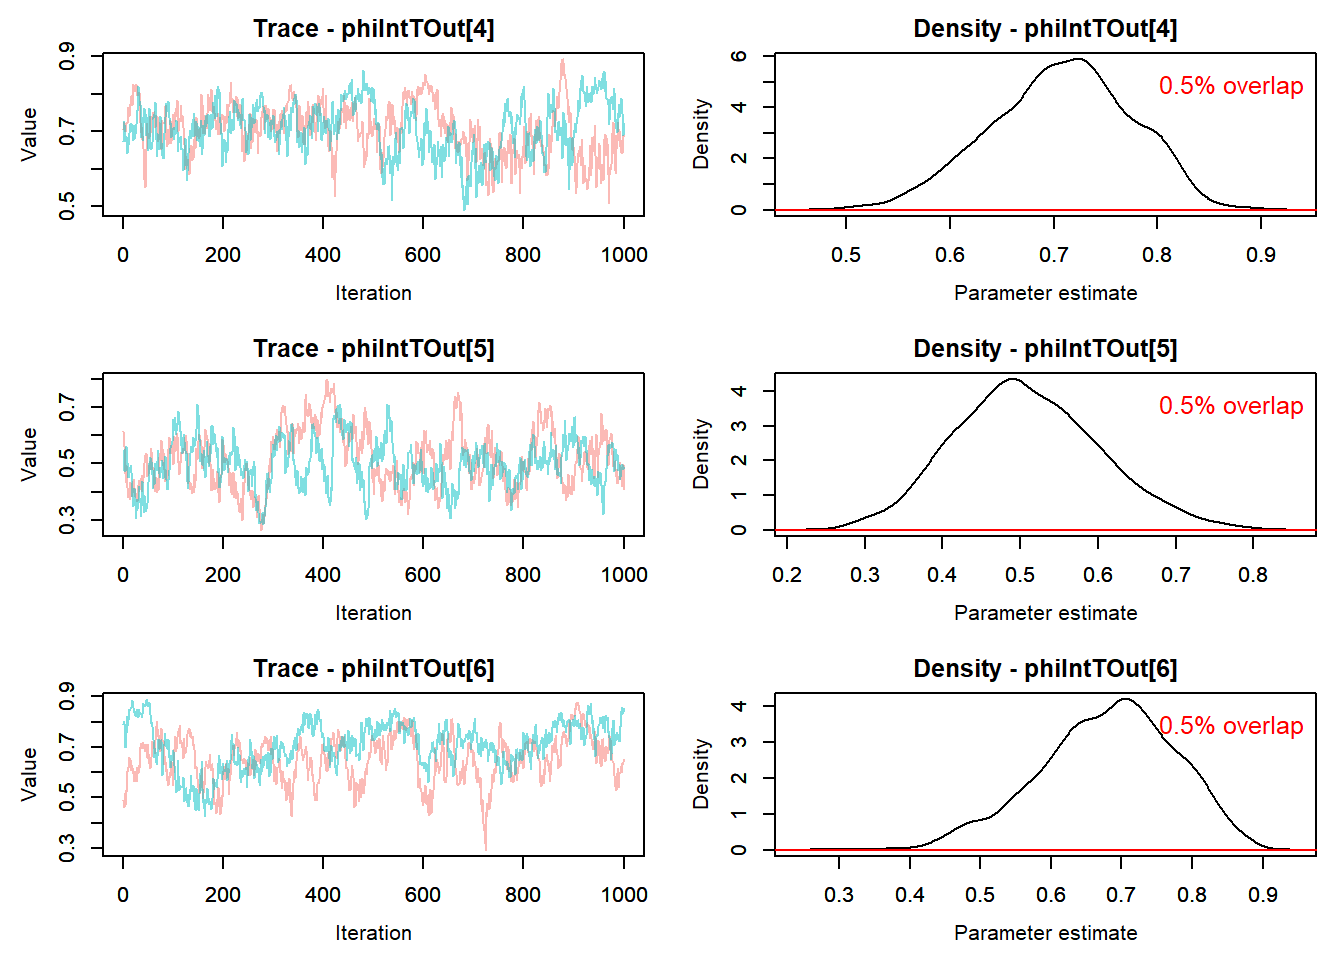 Trace - phiIntTOut[4]
Value
0.5 0.7 0.9
0 200 400 600 800 1000
Iteration
Density - phiIntTOut[4]
0.5% overlap
Density
0 2 4 6
0.5 0.6 0.7 0.8 0.9
Parameter estimate
Trace - phiIntTOut[5]
Value
0.3 0.5 0.7
0 200 400 600 800 1000
Iteration
Density - phiIntTOut[5]
0.5% overlap
Density
0 1 2 3 4
0.2 0.3 0.4 0.5 0.6 0.7 0.8
Parameter estimate
Trace - phiIntTOut[6]
Value
0.3 0.5 0.7 0.9
0 200 400 600 800 1000
Iteration
Density - phiIntTOut[6]
0.5% overlap
Density
0 1 2 3 4
0.3 0.4 0.5 0.6 0.7 0.8 0.9
Parameter estimate